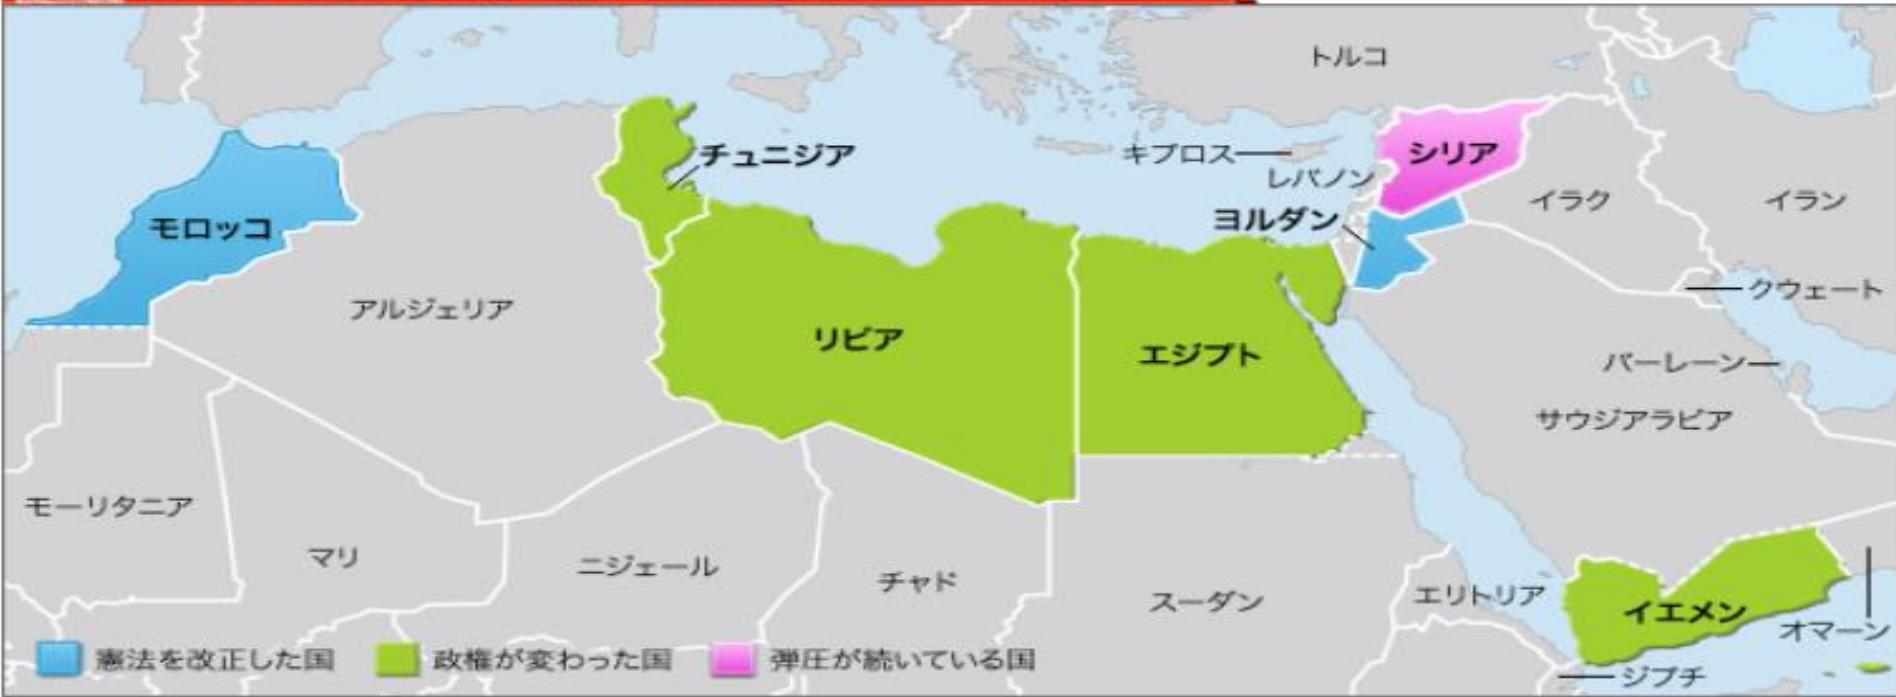 トルコ
チュニジア
キプロス
シリア
レバノン
イラク
イラン
モロッコ
ヨルダン
アルジェリア
クウェート
リビア
エジプト
バーレーン
サウジアラビア
モーリタニア
マリ
ニジェール
チャド
スーダン
エリトリア
イエメン
オマーン
ジプチ
憲法を改正した国
政権が変わった国
弾圧が続いている国